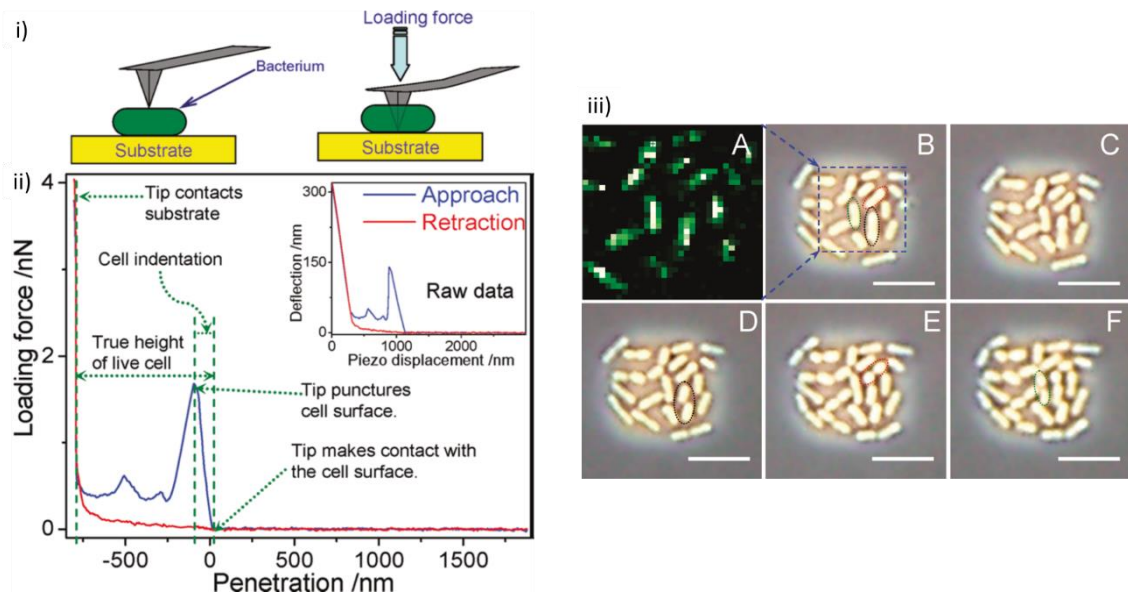 i)
Loading force
Bacterium
Substrate
Substrate
ii)
4
2
0
Loading force /nN
-500
0
500
1000
1500
Penetration /nm
Tip contacts
substrate
Cell indentation
True height
of live cell
Tip punctures
cell surface.
Tip makes contact with
the cell surface.
Approach
Retraction
Raw data
300
150
0
Deflection /nm
0
1000
2000
Piezo displacement /nm
iii)
A
B
C
D
E
F